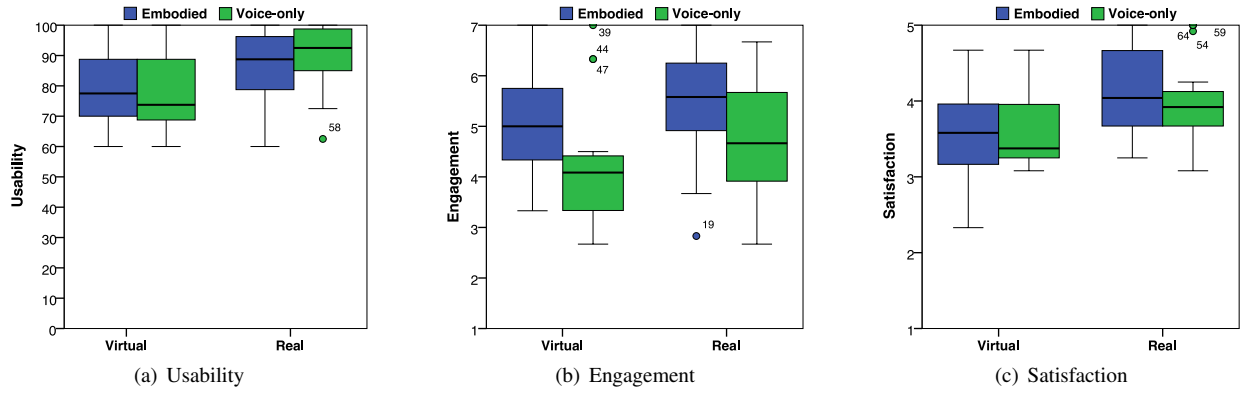 Embodied Voice-only
100
90
80
70
60
50
40
30
20
10
0
Usability
58
Virtual Real
(a) Usability
Embodied Voice-only
7
6
5
4
3
2
1
Engagement
39
44
47
19
Virtual Real
(b) Engagement
Embodied Voice-only
5
4
3
2
1
Satisfaction
64 59
54
Virtual Real
(c) Satisfaction